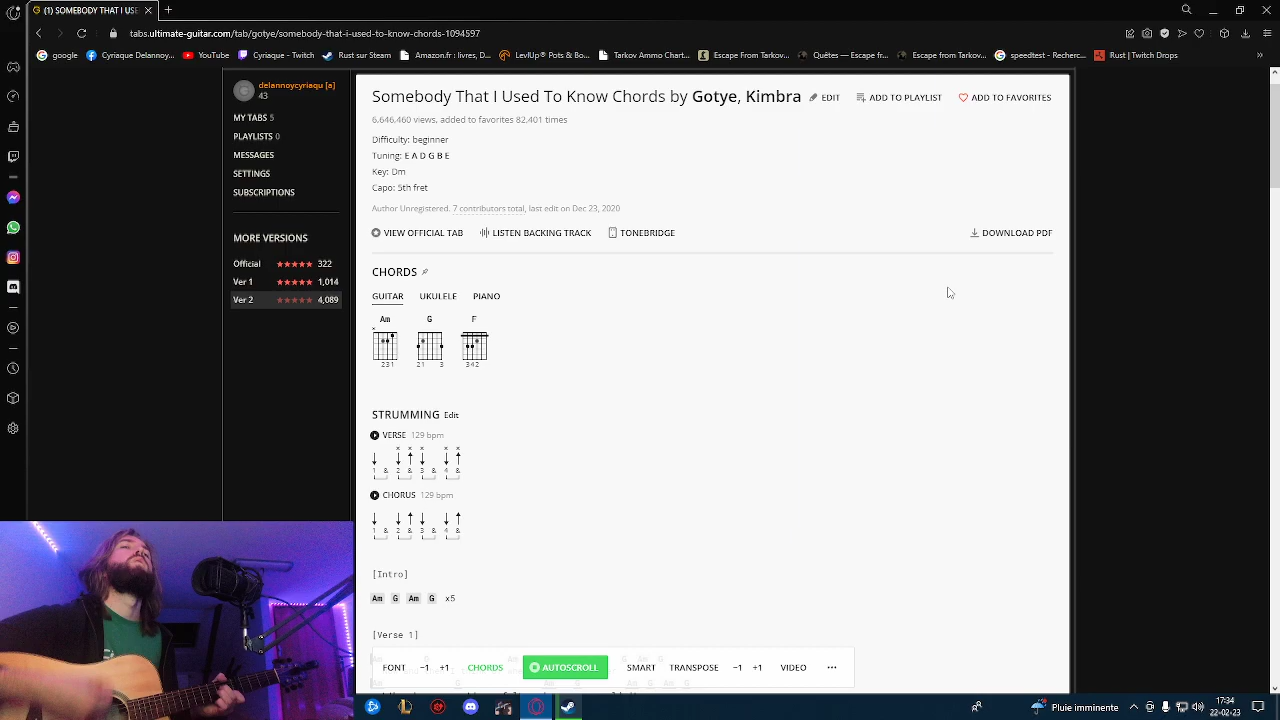 (1) SOMEBODY THAT I USE
tabs.ultimate-guitar.com/tab/gotye/somebody-that-i-used-to-know-chords-1094597
google
Cyriaque Delannoy...
YouTube
Cyriaque - Twitch
Rust sur Steam
Amazon.fr : livres, D...
LevlUp® Pots & Bo...
Tarkov Ammo Chart...
Escape From Tarkov...
Quêtes — Escape f...
Escape from Tarkov...
speedtest - Recherc...
Rust | Twitch Drops
»
delannoycyriaqu [a]
43
MY TABS 5
PLAYLISTS 0
MESSAGES
SETTINGS
SUBSCRIPTIONS
MORE VERSIONS
Official ★★★★★ 322
Ver 1 ★★★★★ 1,014
Ver 2 ★★★★★ 4,089
Somebody That I Used To Know Chords by Gotye, Kimbra
EDIT
ADD TO PLAYLIST
ADD TO FAVORITES
6,646,460 views, added to favorites 82,401 times
Difficulty: beginner
Tuning: E A D G B E
Key: Dm
Capo: 5th fret
Author Unregistered. 7 contributors total, last edit on Dec 23, 2020
VIEW OFFICIAL TAB
LISTEN BACKING TRACK
TONEBRIDGE
DOWNLOAD PDF
CHORDS
GUITAR UKULELE PIANO
Am G F
x
231 21 3 342
STRUMMING Edit
VERSE 129 bpm
x x x x x
1 & 2 & 3 & 4 &
CHORUS 129 bpm
1 & 2 & 3 & 4 &
[Intro]
Am G Am G x5
[Verse 1]
FONT −1 +1
CHORDS
AUTOSCROLL
SMART
TRANSPOSE −1 +1
VIDEO
Pluie imminente
17:34
22-02-23